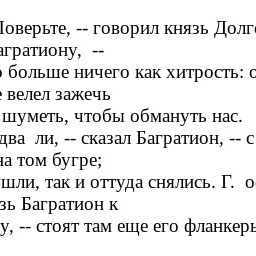 Поверьте, -- говорил князь Долг
агратиону, --
больше ничего как хитрость: о
велел зажечь
шуметь, чтобы обмануть нас.
два ли, -- сказал Багратион, -- с
на том бугре;
шли, так и оттуда снялись. Г. о
зь Багратион к
у, -- стоят там еще его фланкеры